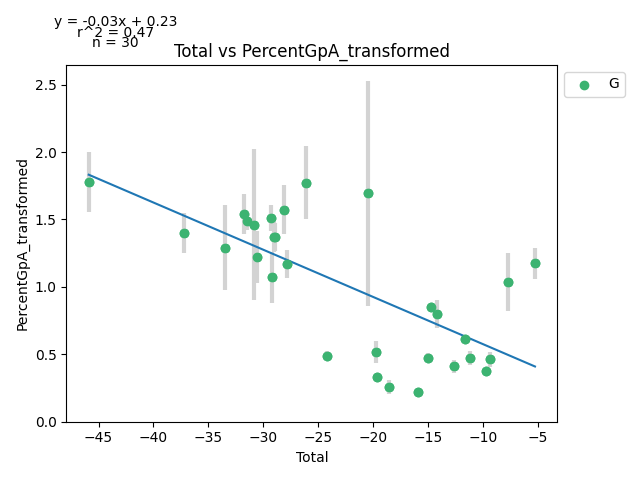 y = -0.03x + 0.23
r^2 = 0.47
n = 30
Total vs PercentGpA_transformed
G
PercentGpA_transformed
2.5
2.0
1.5
1.0
0.5
0.0
−45 −40 −35 −30 −25 −20 −15 −10 −5
Total